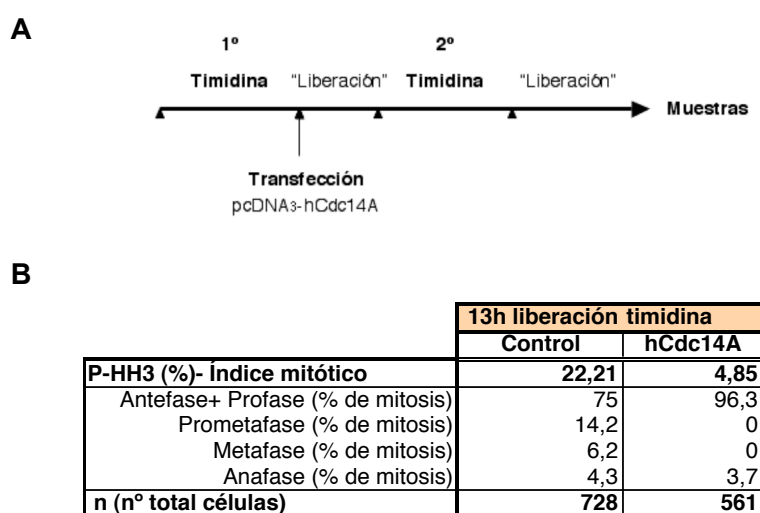 A
1º 2º
Timidina "Liberación" Timidina "Liberación"
Muestras
Transfección
pcDNA3-hCdc14A
B
13h liberación timidina
Control hCdc14A
P-HH3 (%)- Índice mitótico 22,21 4,85
Antefase+ Profase (% de mitosis) 75 96,3
Prometafase (% de mitosis) 14,2 0
Metafase (% de mitosis) 6,2 0
Anafase (% de mitosis) 4,3 3,7
n (nº total células) 728 561